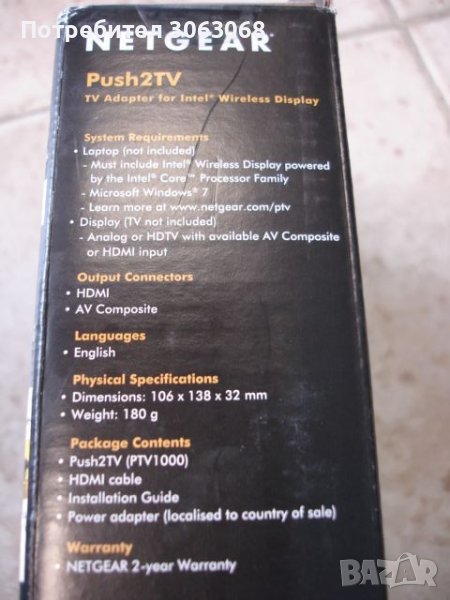 Потребител 3063068
NETGEAR®
Push2TV
TV Adapter for Intel® Wireless Display
System Requirements
• Laptop (not included)
- Must include Intel® Wireless Display powered
by the Intel® Core™ Processor Family
- Microsoft Windows® 7
- Learn more at www.netgear.com/ptv
• Display (TV not included)
- Analog or HDTV with available AV Composite
or HDMI input
Output Connectors
• HDMI
• AV Composite
Languages
• English
Physical Specifications
• Dimensions: 106 x 138 x 32 mm
• Weight: 180 g
Package Contents
• Push2TV (PTV1000)
• HDMI cable
• Installation Guide
• Power adapter (localised to country of sale)
Warranty
• NETGEAR 2-year Warranty
BAZAR